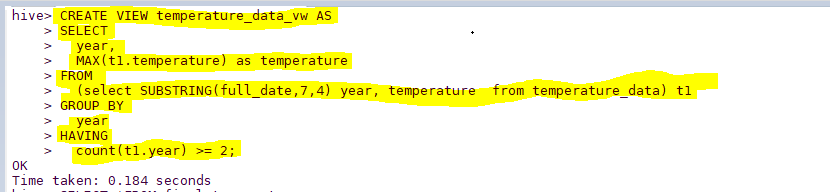 hive> CREATE VIEW temperature_data_vw AS
    > SELECT
    >   year,
    >   MAX(t1.temperature) as temperature
    > FROM
    >   (select SUBSTRING(full_date,7,4) year, temperature  from temperature_data) t1
    > GROUP BY
    >   year
    > HAVING
    >   count(t1.year) >= 2;
OK
Time taken: 0.184 seconds